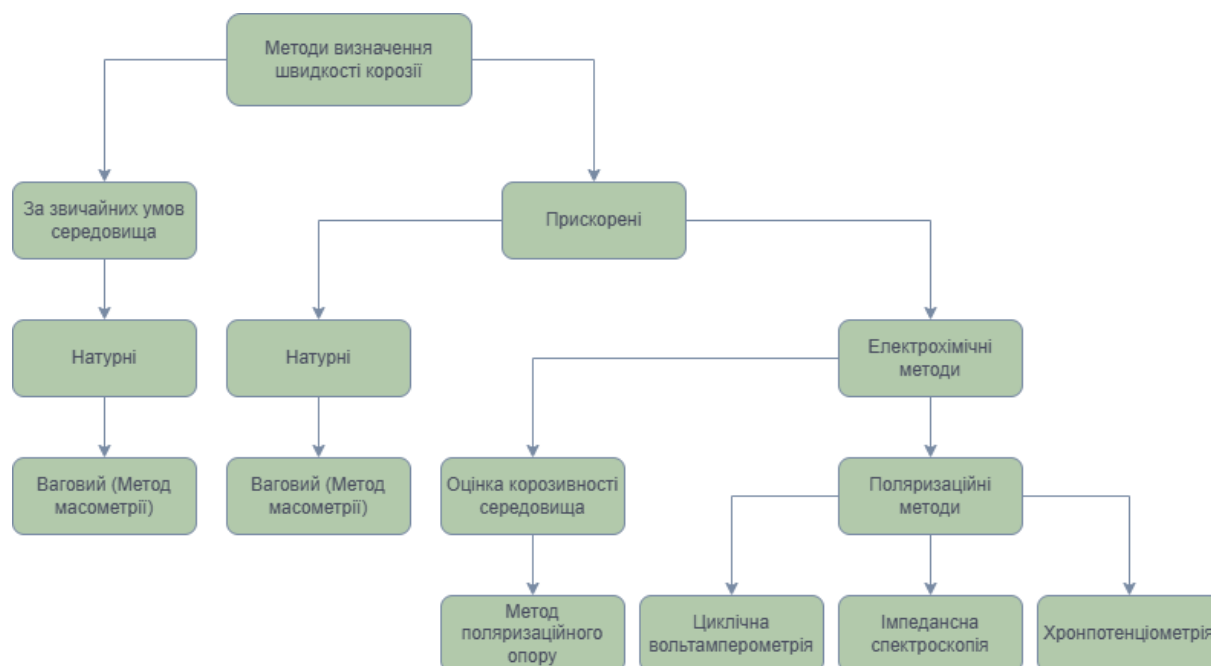 Методи визначення
швидкості корозії
За звичайних умов
середовища
Прискорені
Натурні
Натурні
Електрохімічні
методи
Ваговий (Метод
масометрії)
Ваговий (Метод
масометрії)
Оцінка корозивності
середовища
Поляризаційні
методи
Метод
поляризаційного
опору
Циклічна
вольтамперометрія
Імпедансна
спектроскопія
Хронпотенціометрія